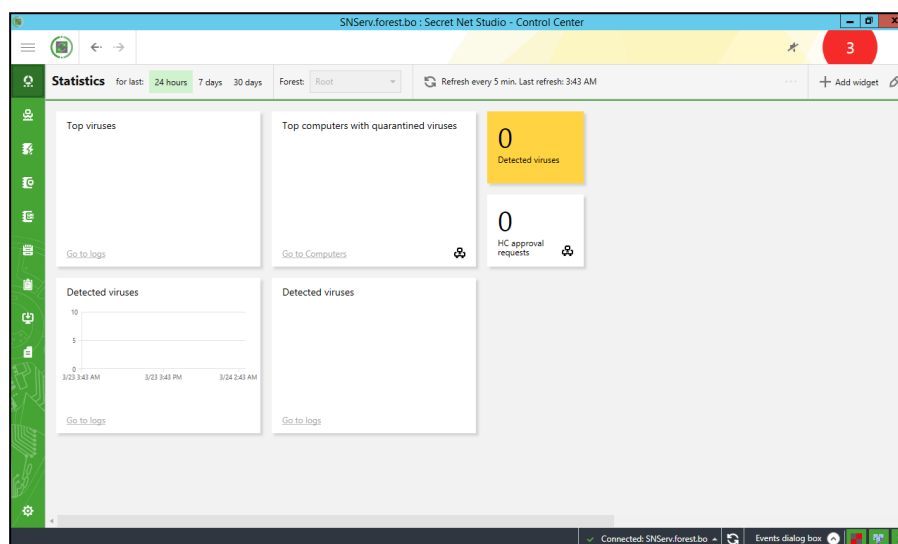 SNServ.forest.bo : Secret Net Studio - Control Center
3
Statistics for last: 24 hours 7 days 30 days Forest: Root Refresh every 5 min. Last refresh: 3:43 AM ... + Add widget
Top viruses
Go to logs
Top computers with quarantined viruses
Go to Computers
0
Detected viruses
0
HC approval
requests
Detected viruses
10
5
0
3/23 3:43 AM 3/23 3:43 PM 3/24 2:43 AM
Go to logs
Detected viruses
Go to logs
Connected: SNServ.forest.bo Events dialog box